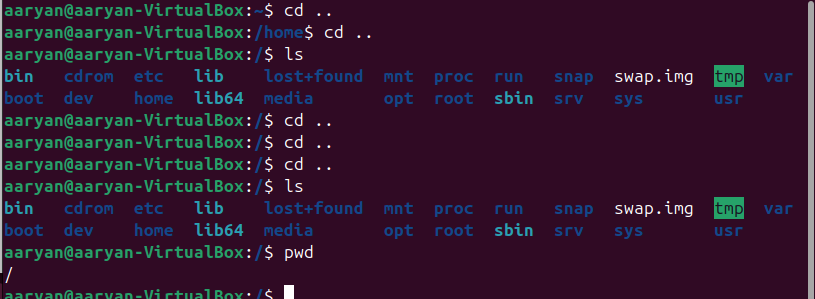 aaryan@aaryan-VirtualBox:~$ cd ..
aaryan@aaryan-VirtualBox:/home$ cd ..
aaryan@aaryan-VirtualBox:/$ ls
bin cdrom etc lib lost+found mnt proc run snap swap.img tmp var
boot dev home lib64 media opt root sbin srv sys usr
aaryan@aaryan-VirtualBox:/$ cd ..
aaryan@aaryan-VirtualBox:/$ cd ..
aaryan@aaryan-VirtualBox:/$ cd ..
aaryan@aaryan-VirtualBox:/$ ls
bin cdrom etc lib lost+found mnt proc run snap swap.img tmp var
boot dev home lib64 media opt root sbin srv sys usr
aaryan@aaryan-VirtualBox:/$ pwd
/
aaryan@aaryan-VirtualBox:/$